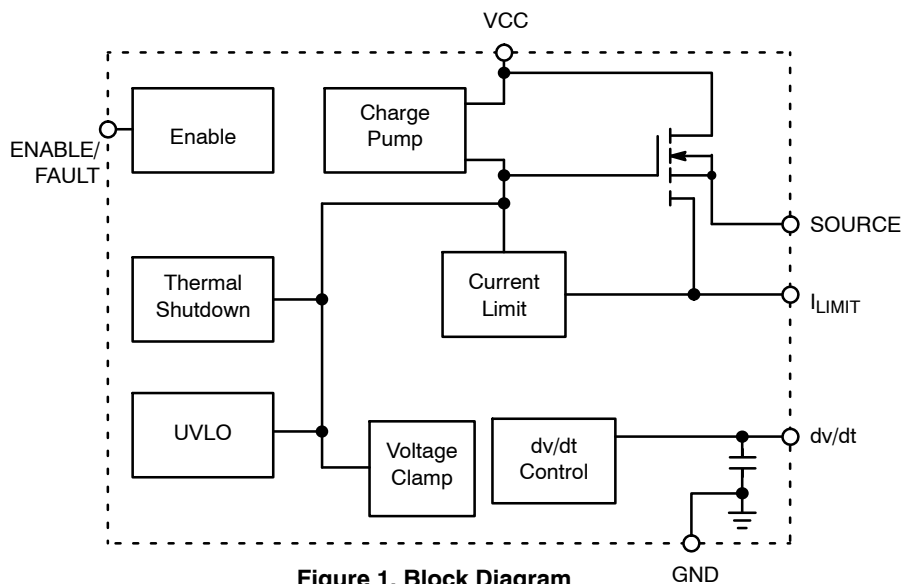 VCC
Enable
Charge
Pump
ENABLE/
FAULT
SOURCE
Thermal
Shutdown
Current
Limit
ILIMIT
UVLO
Voltage
Clamp
dv/dt
Control
dv/dt
GND
Figure 1. Block Diagram